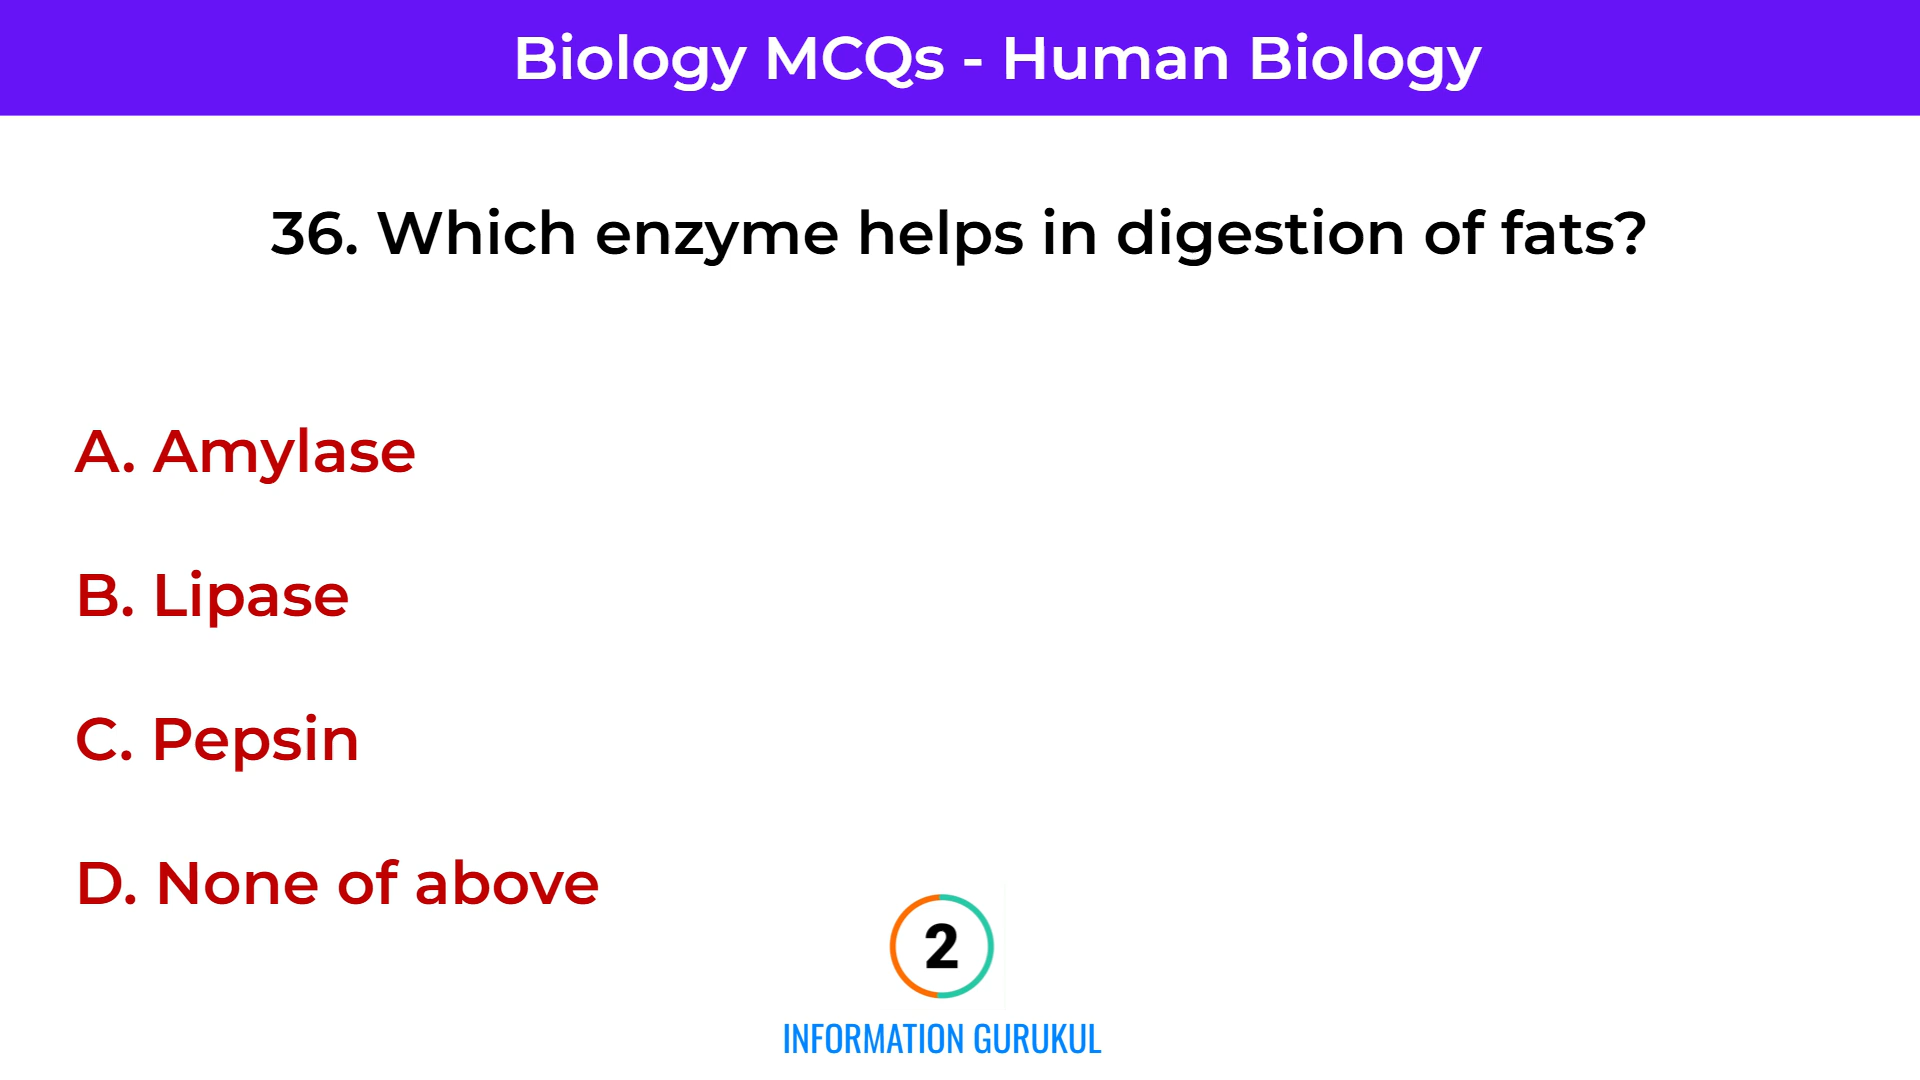 Biology MCQs - Human Biology
36. Which enzyme helps in digestion of fats?
A. Amylase
B. Lipase
C. Pepsin
D. None of above
2
INFORMATION GURUKUL